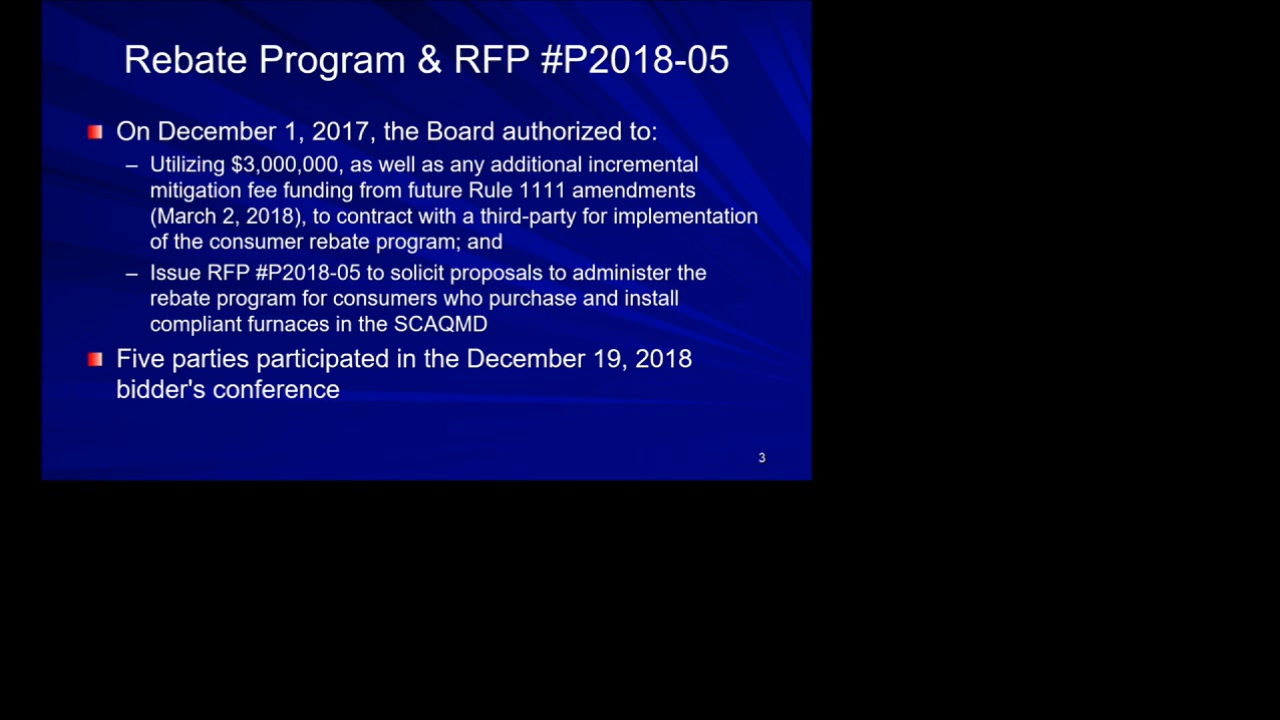 Rebate Program & RFP #P2018-05
On December 1, 2017, the Board authorized to:
– Utilizing $3,000,000, as well as any additional incremental
mitigation fee funding from future Rule 1111 amendments
(March 2, 2018), to contract with a third-party for implementation
of the consumer rebate program; and
– Issue RFP #P2018-05 to solicit proposals to administer the
rebate program for consumers who purchase and install
compliant furnaces in the SCAQMD
Five parties participated in the December 19, 2018
bidder's conference
3